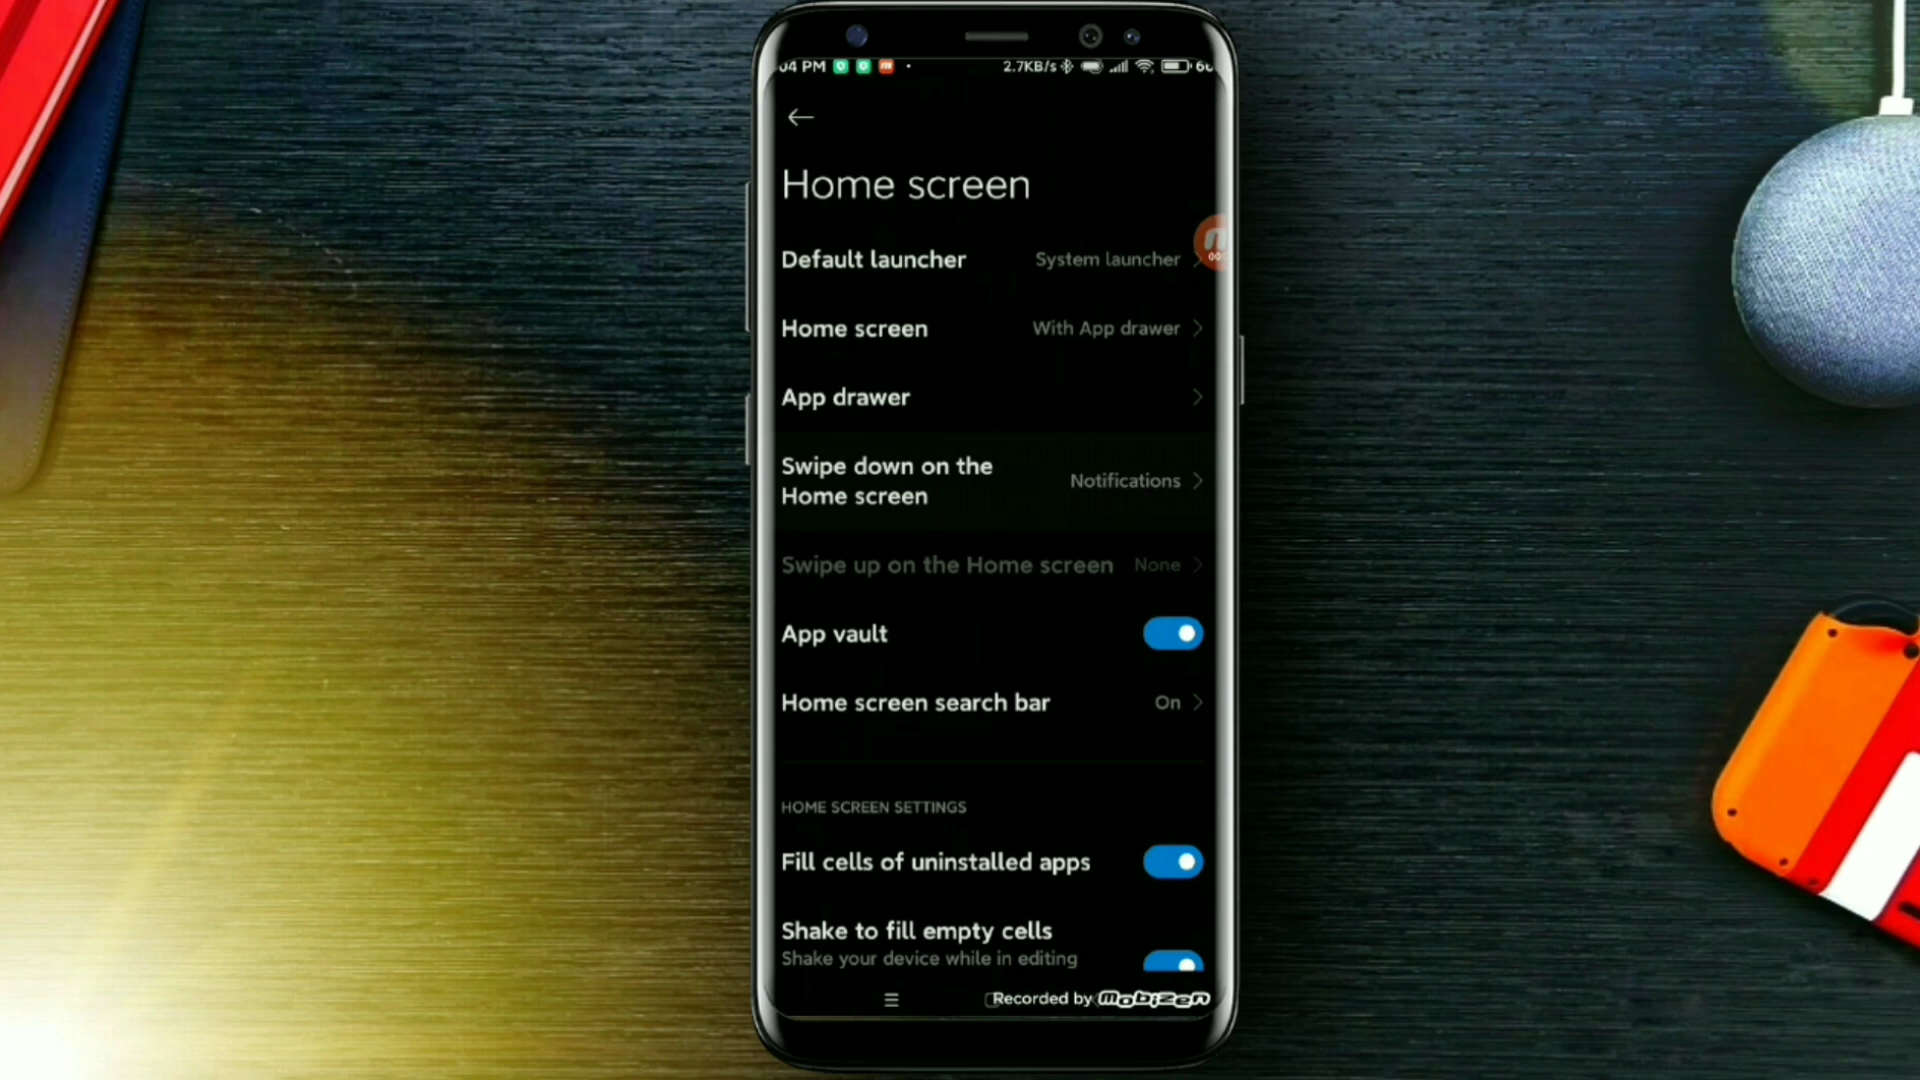 04 PM
2.7KB/s
Home screen
Default launcher System launcher
Home screen With App drawer
App drawer
Swipe down on the
Home screen
Notifications
Swipe up on the Home screen None
App vault
Home screen search bar On
HOME SCREEN SETTINGS
Fill cells of uninstalled apps
Shake to fill empty cells
Shake your device while in editing
Recorded by Mobizen